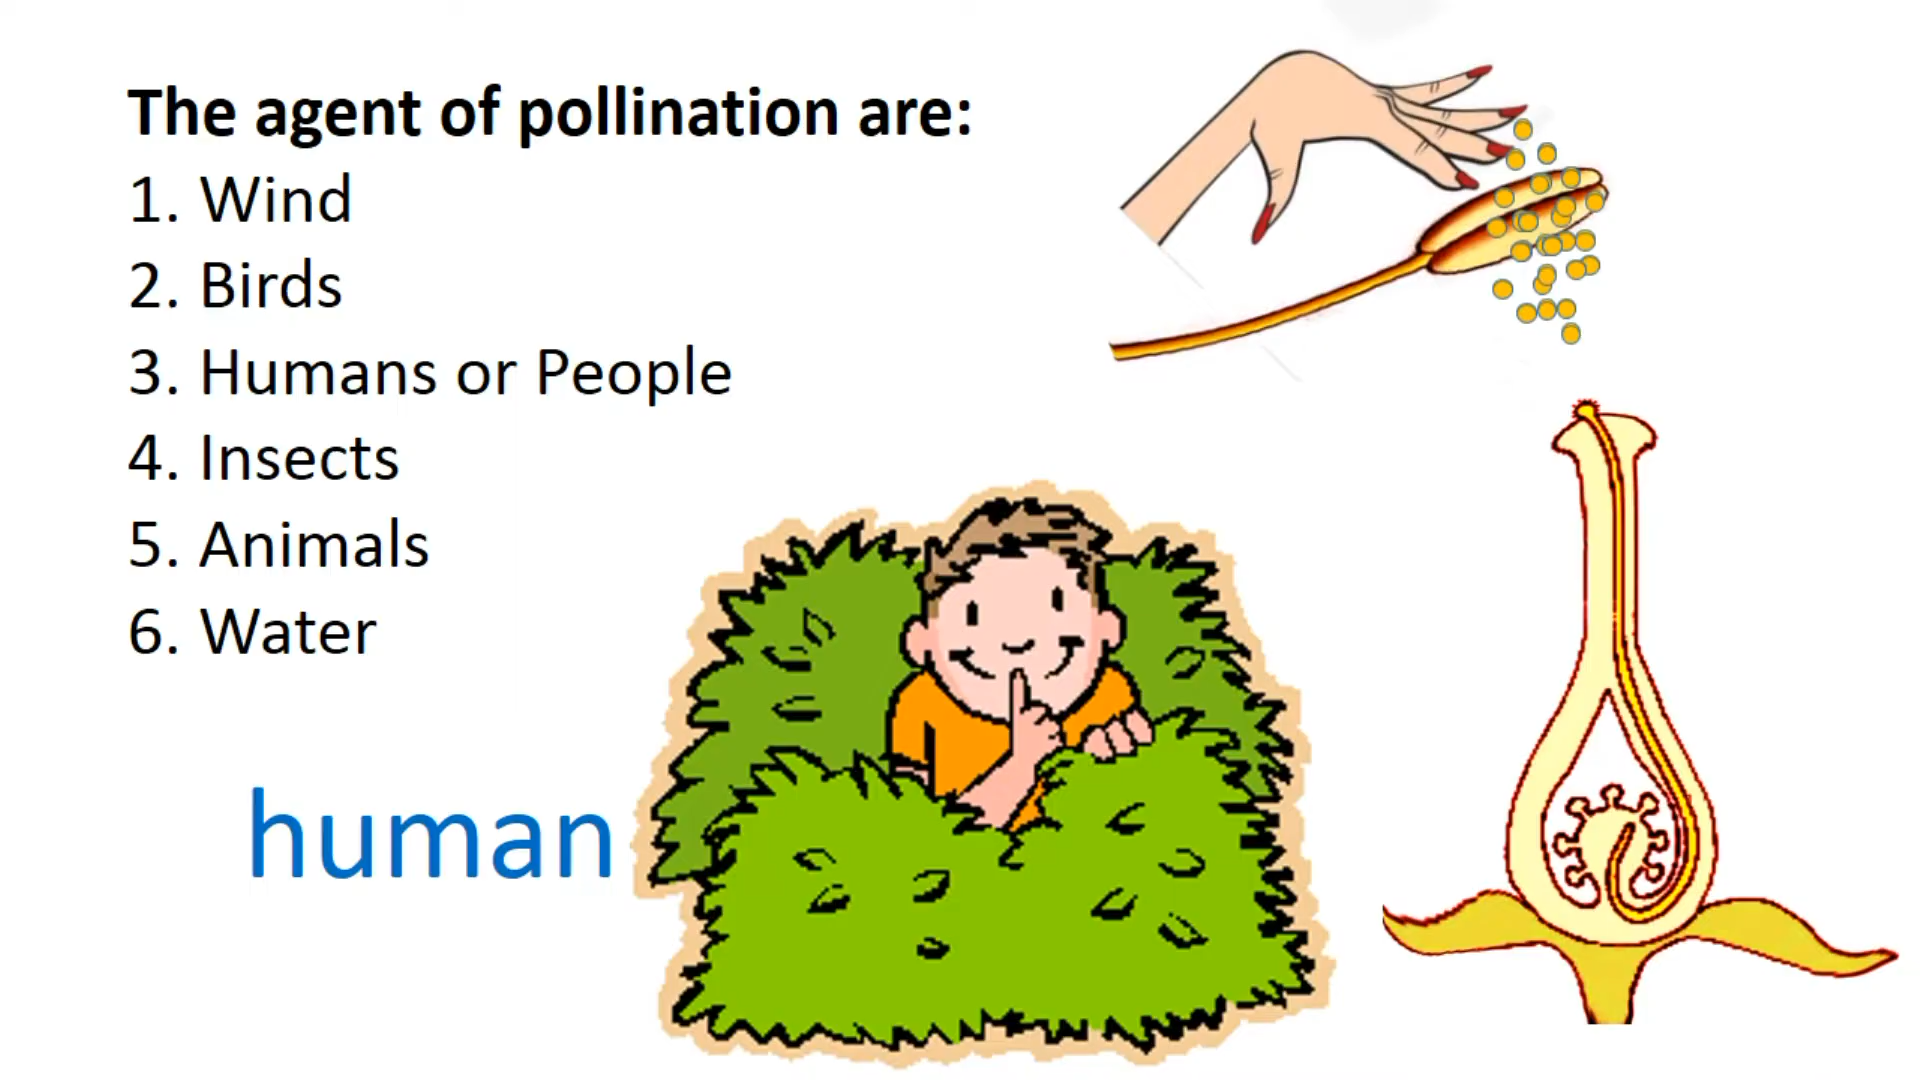 The agent of pollination are:
1. Wind
2. Birds
3. Humans or People
4. Insects
5. Animals
6. Water
human